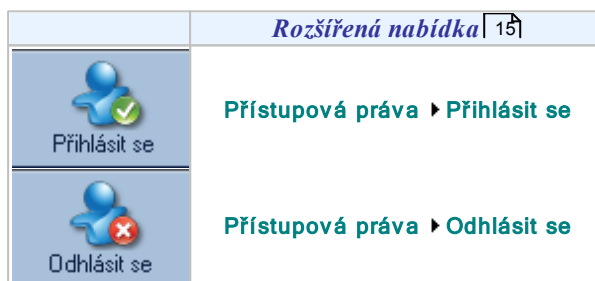 Rozšířená nabídka 15
Přihlásit se
Přístupová práva ▸ Přihlásit se
Odhlásit se
Přístupová práva ▸ Odhlásit se